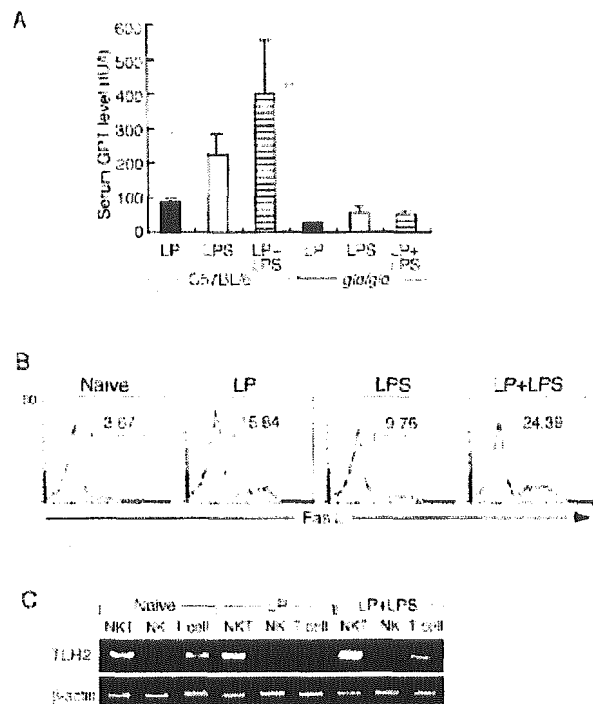 A
Serum GPT level (IU/l)
600
500
400
300
200
100
0
LP LPS LP+ LP LPS LP+
LPS LPS
C57BL/6 gld/gld
B
Naive LP LPS LP+LPS
3.67 15.84 9.76 24.39
C
Naive LP LP+LPS
NKT NK T cell NKT NK T cell NKT NK T cell
TLR2
β-actin